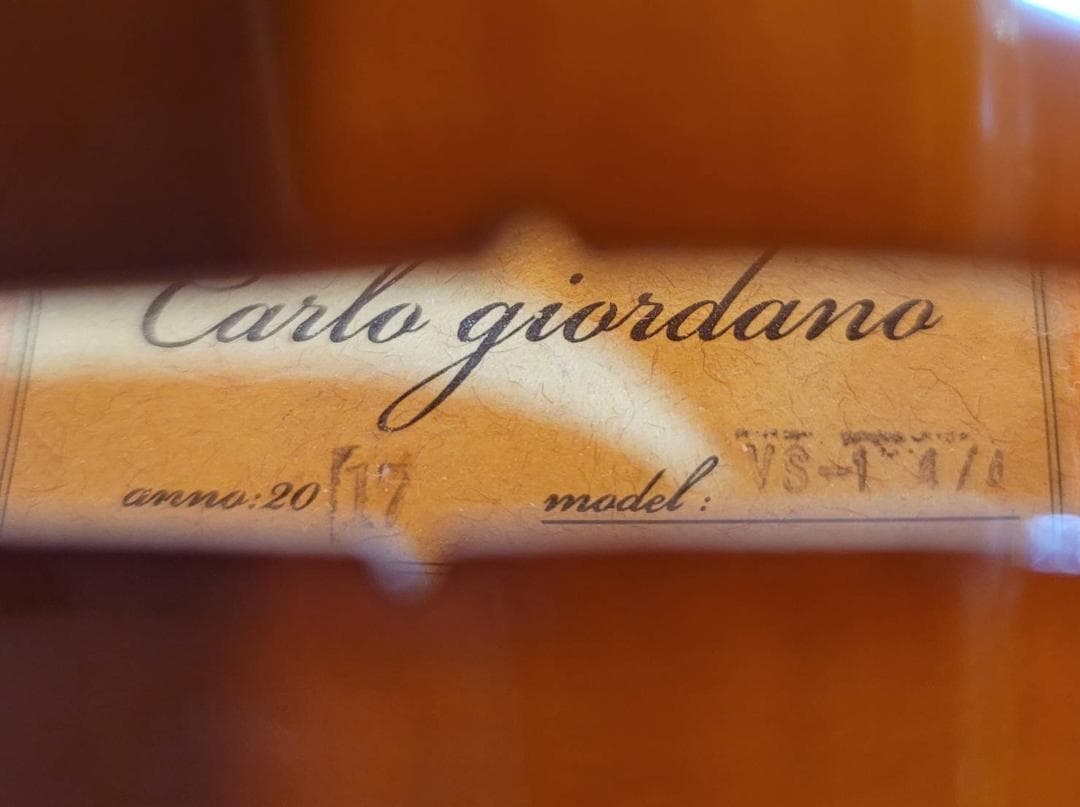 Carlo giordano
anno:2017 model: VS-1 4/4